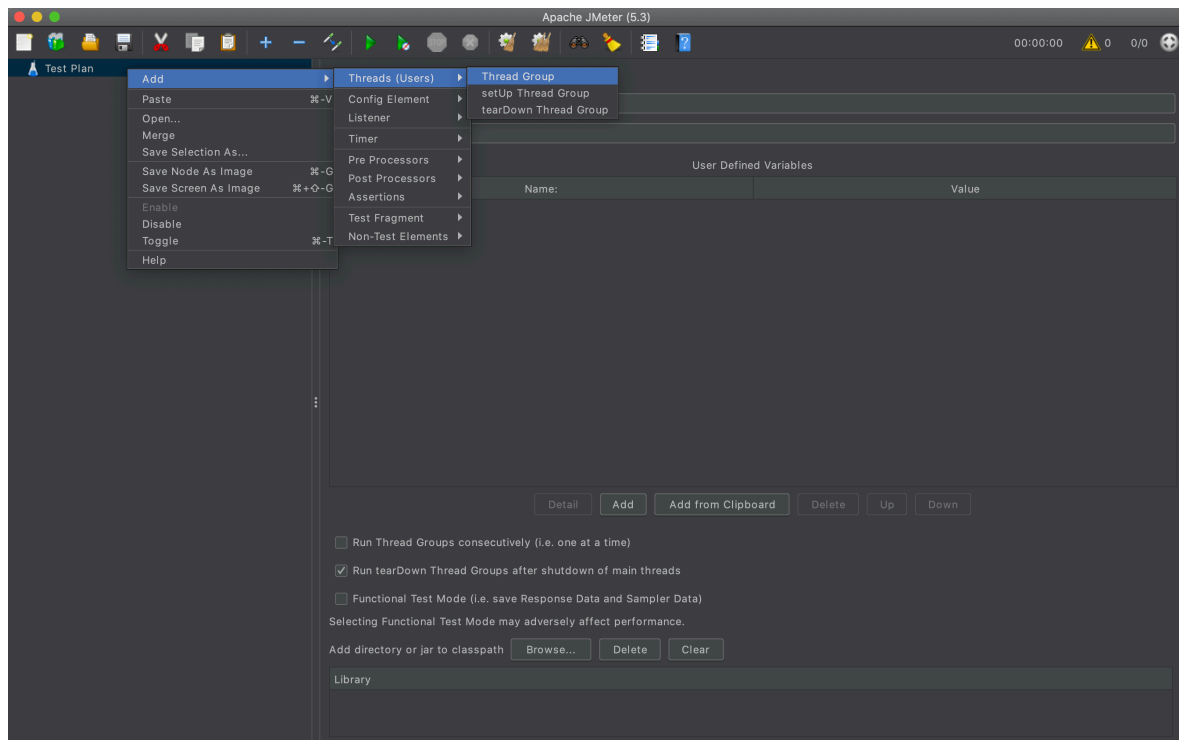 Apache JMeter (5.3)
00:00:00 0 0/0
Test Plan
Add
Paste ⌘-V
Open...
Merge
Save Selection As...
Save Node As Image ⌘-G
Save Screen As Image ⌘+⇧-G
Enable
Disable
Toggle ⌘-T
Help
Threads (Users)
Config Element
Listener
Timer
Pre Processors
Post Processors
Assertions
Test Fragment
Non-Test Elements
Thread Group
setUp Thread Group
tearDown Thread Group
User Defined Variables
Name: Value
Detail Add Add from Clipboard Delete Up Down
Run Thread Groups consecutively (i.e. one at a time)
Run tearDown Thread Groups after shutdown of main threads
Functional Test Mode (i.e. save Response Data and Sampler Data)
Selecting Functional Test Mode may adversely affect performance.
Add directory or jar to classpath Browse... Delete Clear
Library